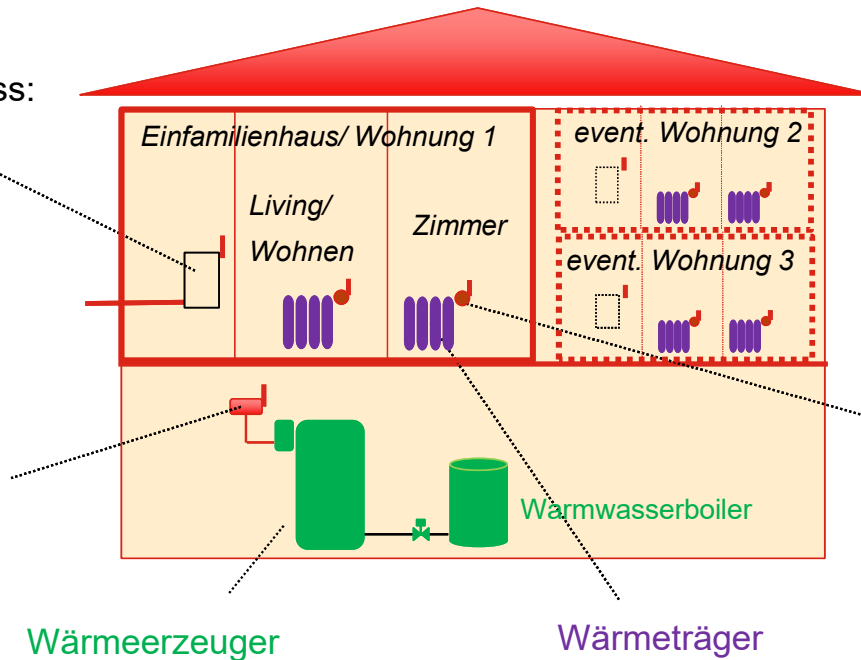 ss:
Einfamilienhaus/ Wohnung 1
event. Wohnung 2
Living/
Wohnen
Zimmer
event. Wohnung 3
Warmwasserboiler
Wärmeerzeuger
Wärmeträger